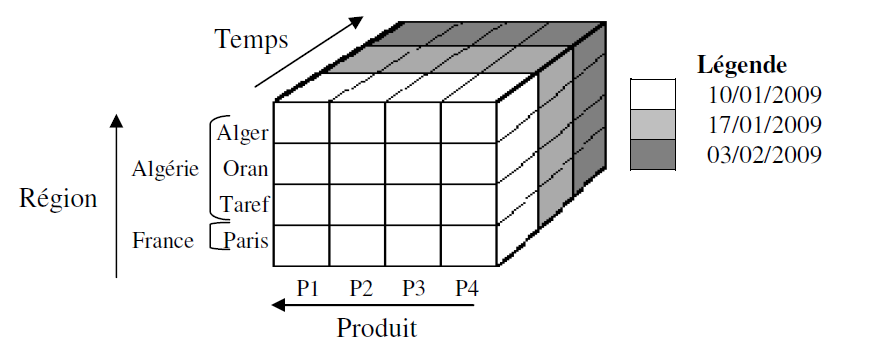 Temps
Légende
10/01/2009
17/01/2009
03/02/2009
Région
Algérie
Alger
Oran
Taref
France
Paris
P1 P2 P3 P4
Produit